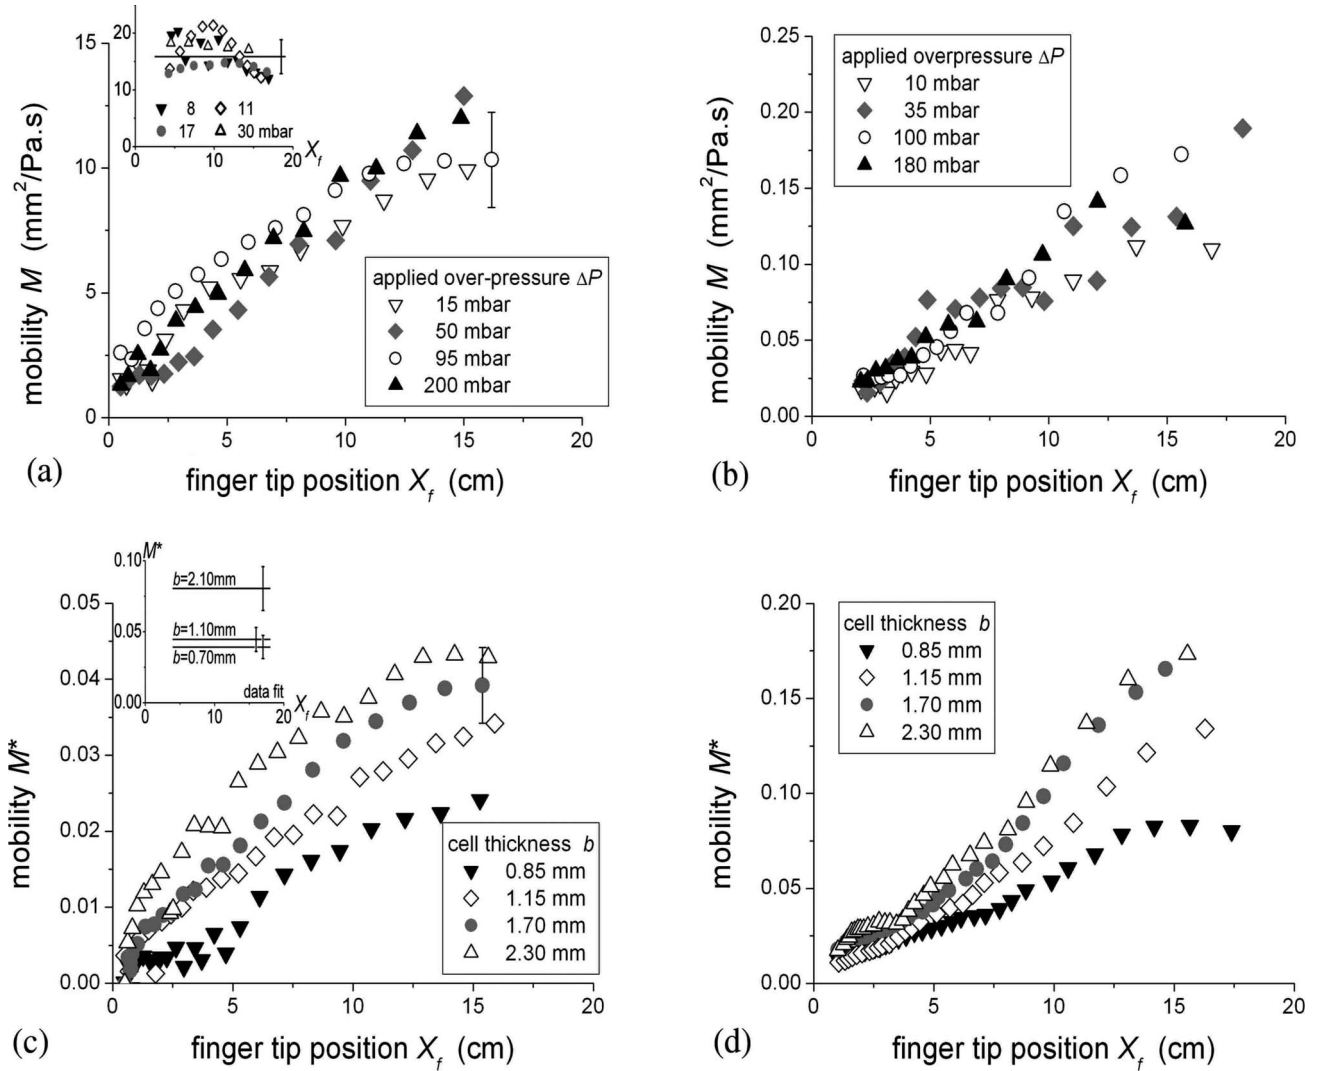 20
10
0
0
10
20
X_f
8
11
17
30 mbar
15
10
5
0
mobility M (mm²/Pa.s)
applied over-pressure ΔP
15 mbar
50 mbar
95 mbar
200 mbar
0
5
10
15
20
(a)
finger tip position X_f (cm)
0.25
0.20
0.15
0.10
0.05
0.00
mobility M (mm²/Pa.s)
applied overpressure ΔP
10 mbar
35 mbar
100 mbar
180 mbar
0
5
10
15
20
(b)
finger tip position X_f (cm)
M*
0.10
0.05
0.00
b=2.10mm
b=1.10mm
b=0.70mm
data fit
0
5
10
15
20
X_f
0.05
0.04
0.03
0.02
0.01
0.00
mobility M*
cell thickness b
0.85 mm
1.15 mm
1.70 mm
2.30 mm
0
5
10
15
20
(c)
finger tip position X_f (cm)
0.20
0.15
0.10
0.05
0.00
mobility M*
cell thickness b
0.85 mm
1.15 mm
1.70 mm
2.30 mm
0
5
10
15
20
(d)
finger tip position X_f (cm)